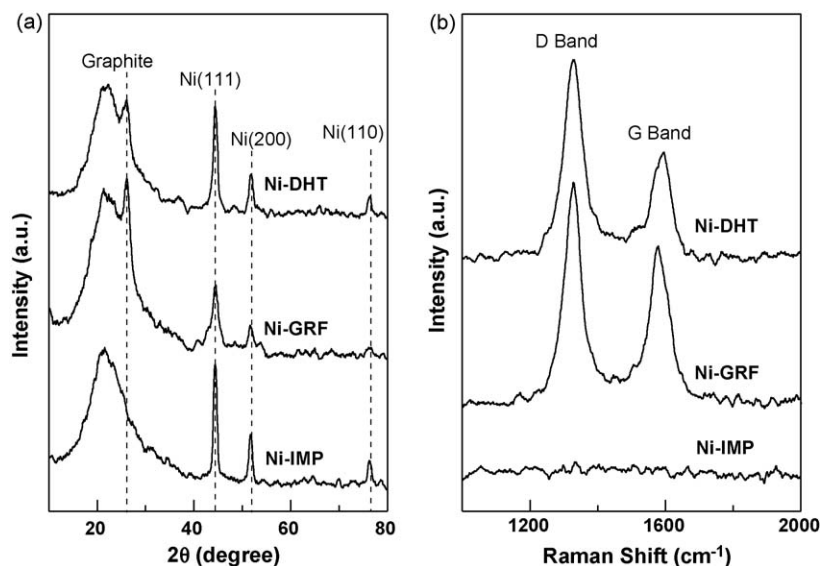 (a)
Graphite
Ni(111)
Ni(200)
Ni(110)
Ni-DHT
Ni-GRF
Ni-IMP
Intensity (a.u.)
20 40 60 80
2θ (degree)
(b)
D Band
G Band
Ni-DHT
Ni-GRF
Ni-IMP
Intensity (a.u.)
1200 1600 2000
Raman Shift (cm⁻¹)